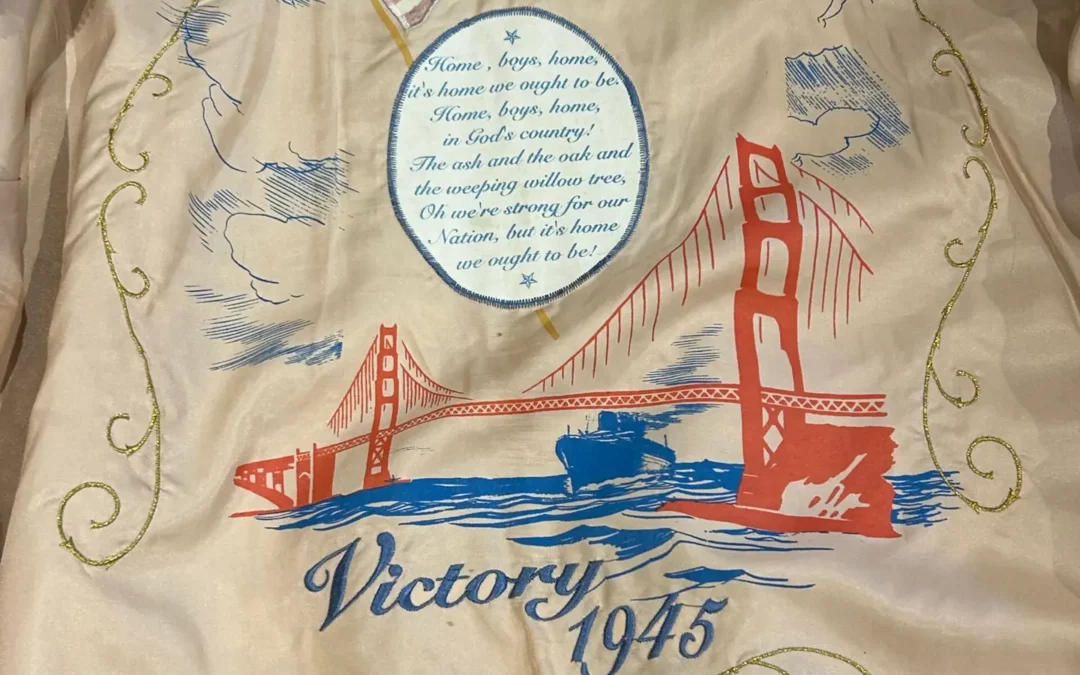 Home, boys, home,
it's home we ought to be.
Home, boys, home,
in God's country!
The ash and the oak and
the weeping willow tree,
Oh we're strong for our
Nation, but it's home
we ought to be!
Victory
1945